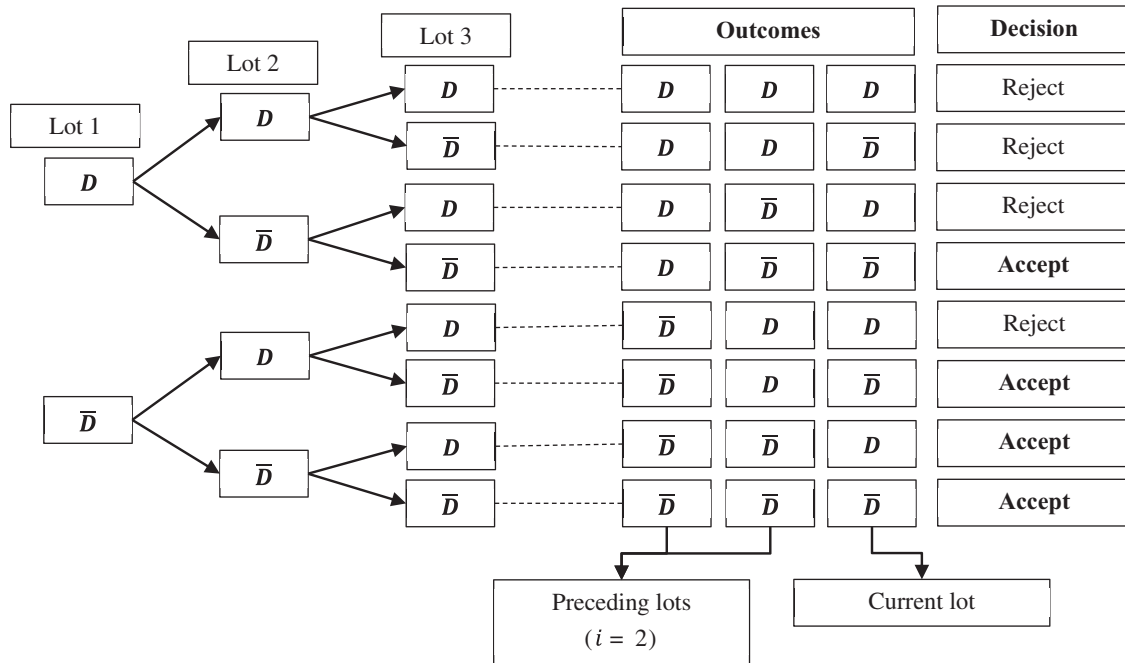 Lot 3 Outcomes Decision
Lot 2
Lot 1
D D D D Reject
D
D̅ D D D̅ Reject
D
D D D̅ D Reject
D̅
D̅ D D̅ D̅ Accept
D D̅ D D Reject
D
D̅ D̅ D D̅ Accept
D̅
D D̅ D̅ D Accept
D̅
D̅ D̅ D̅ D̅ Accept
Preceding lots Current lot
(i = 2)